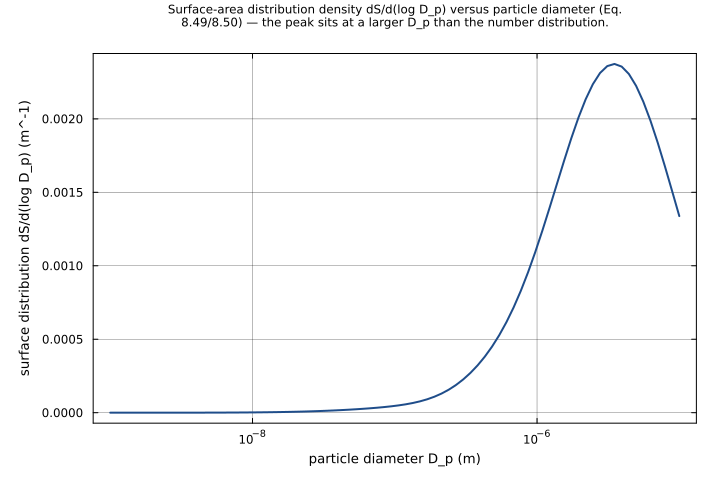 Surface-area distribution density dS/d(log D_p) versus particle diameter (Eq.
8.49/8.50) — the peak sits at a larger D_p than the number distribution.
surface distribution dS/d(log D_p) (m^-1)
0.0020
0.0015
0.0010
0.0005
0.0000
10⁻⁸
10⁻⁶
particle diameter D_p (m)